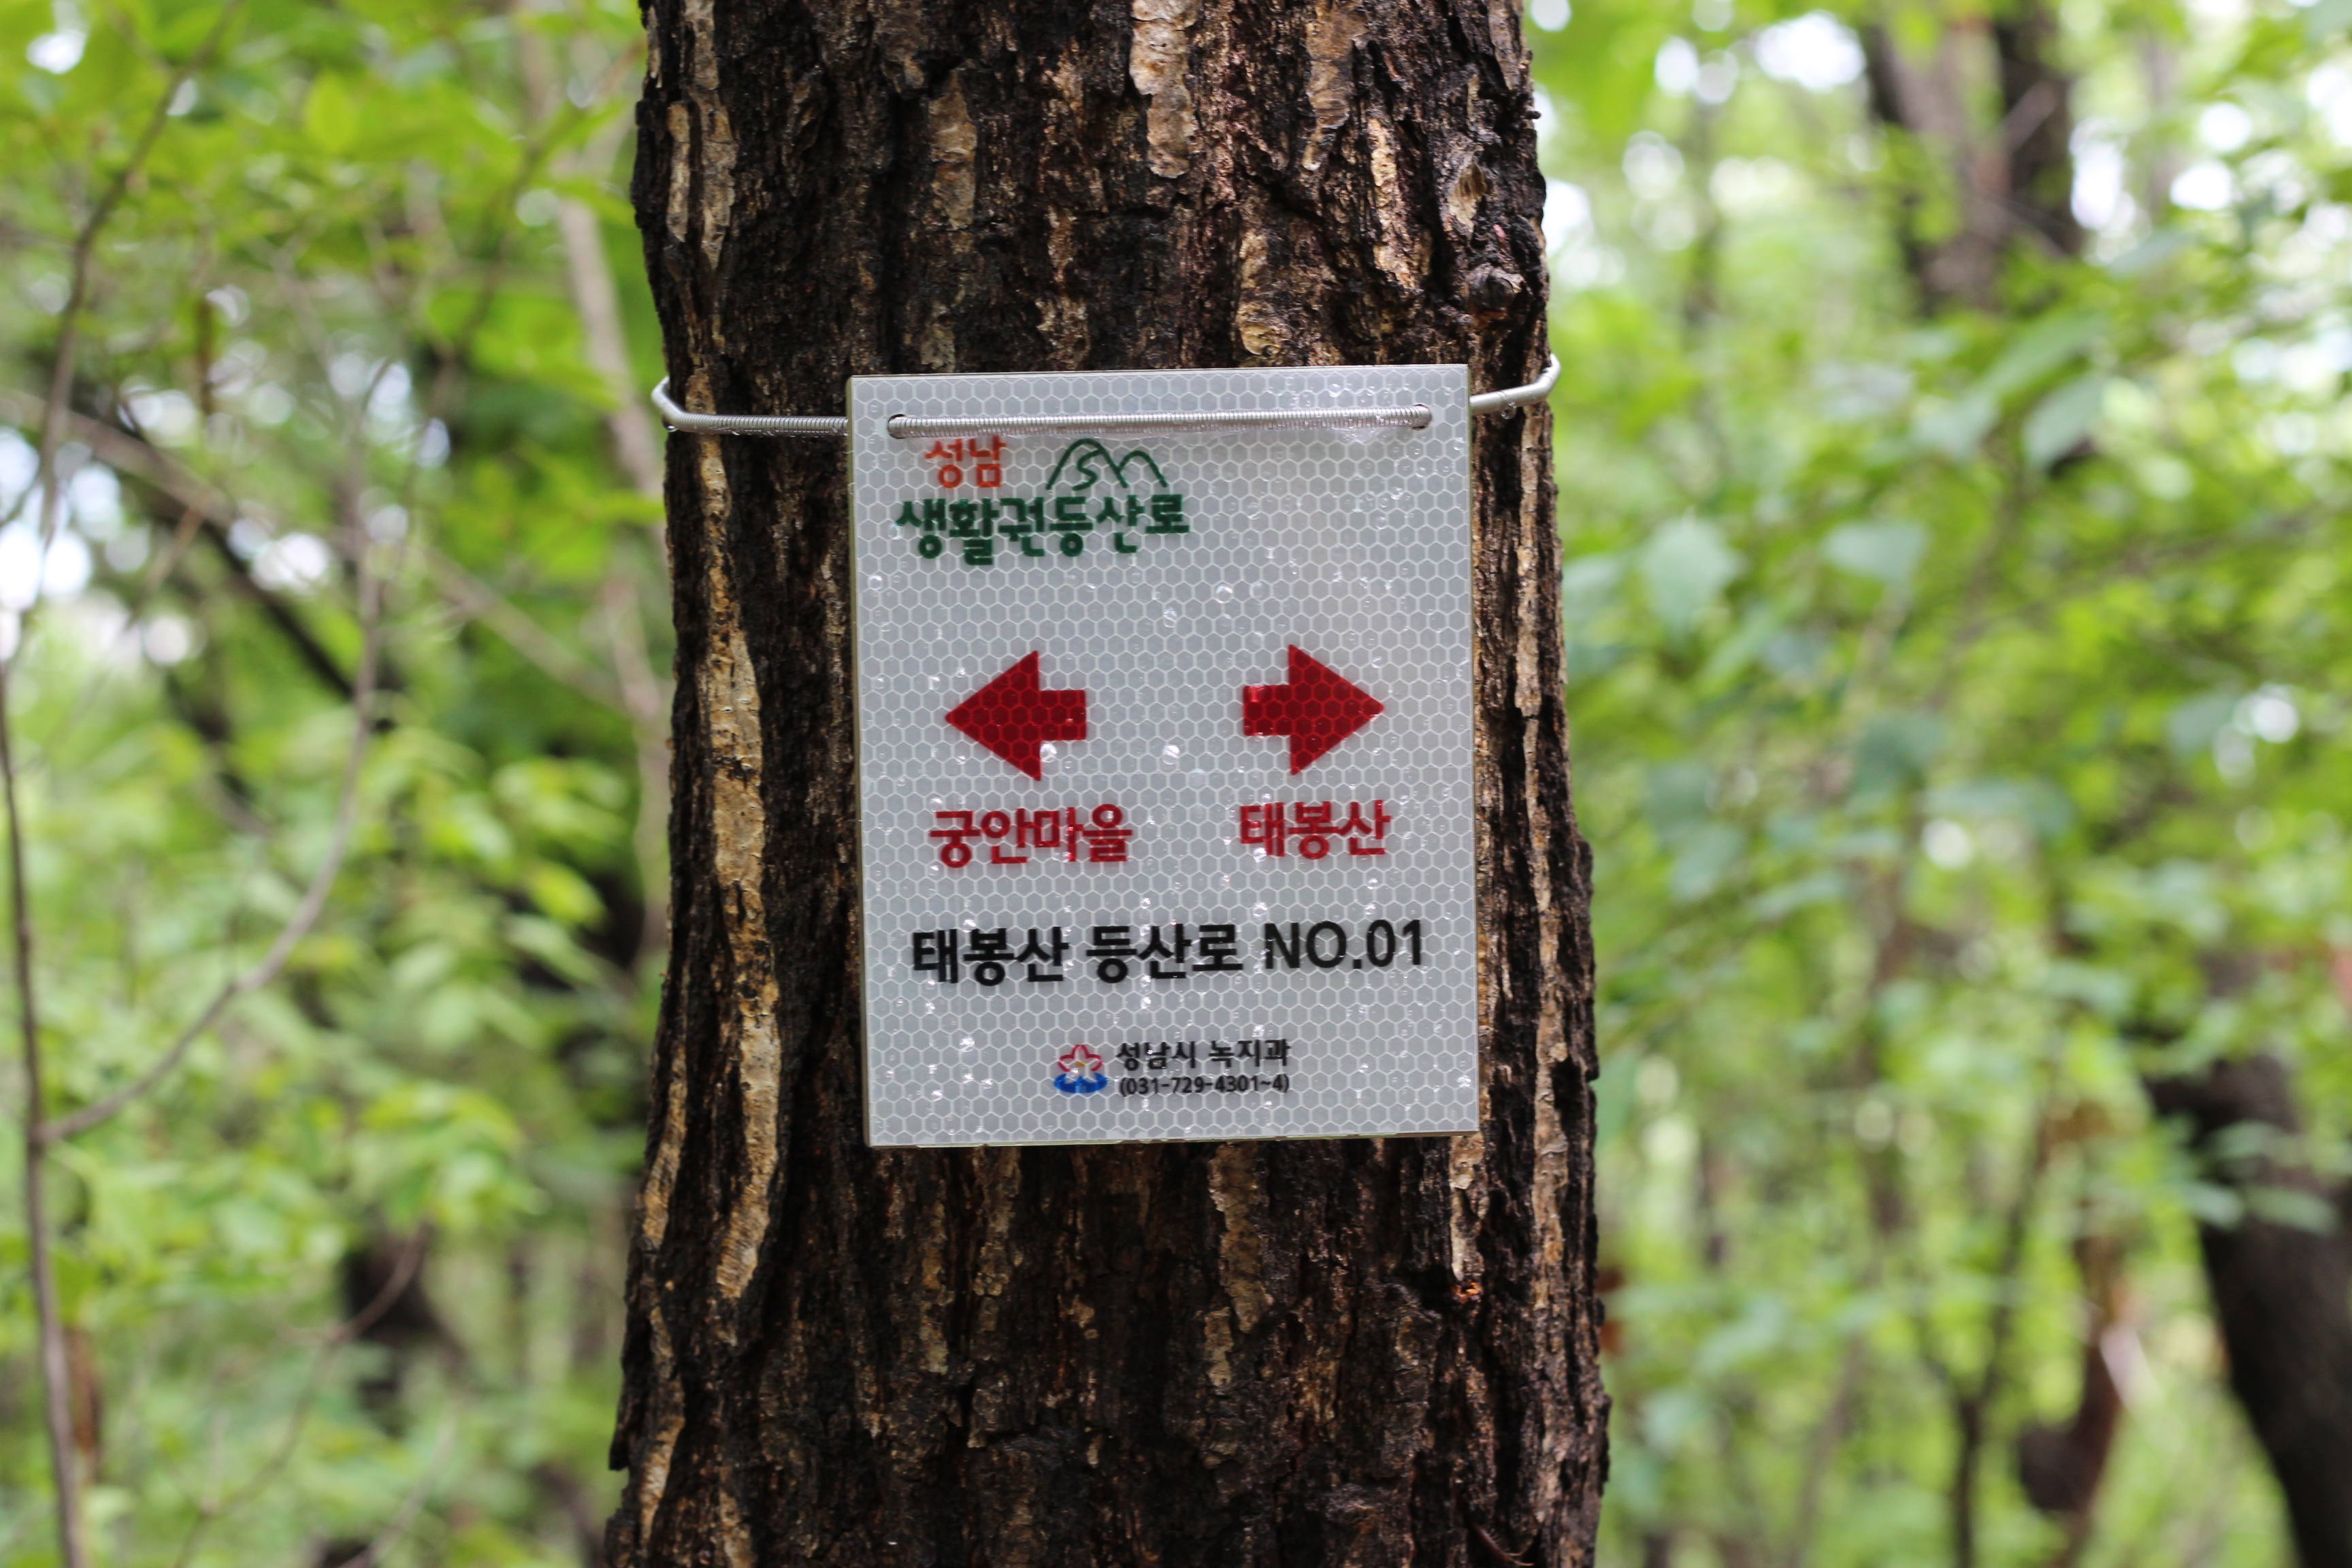 성남
생활권등산로
궁안마을 태봉산
태봉산 등산로 NO.01
성남시 녹지과
(031-729-4301~4)